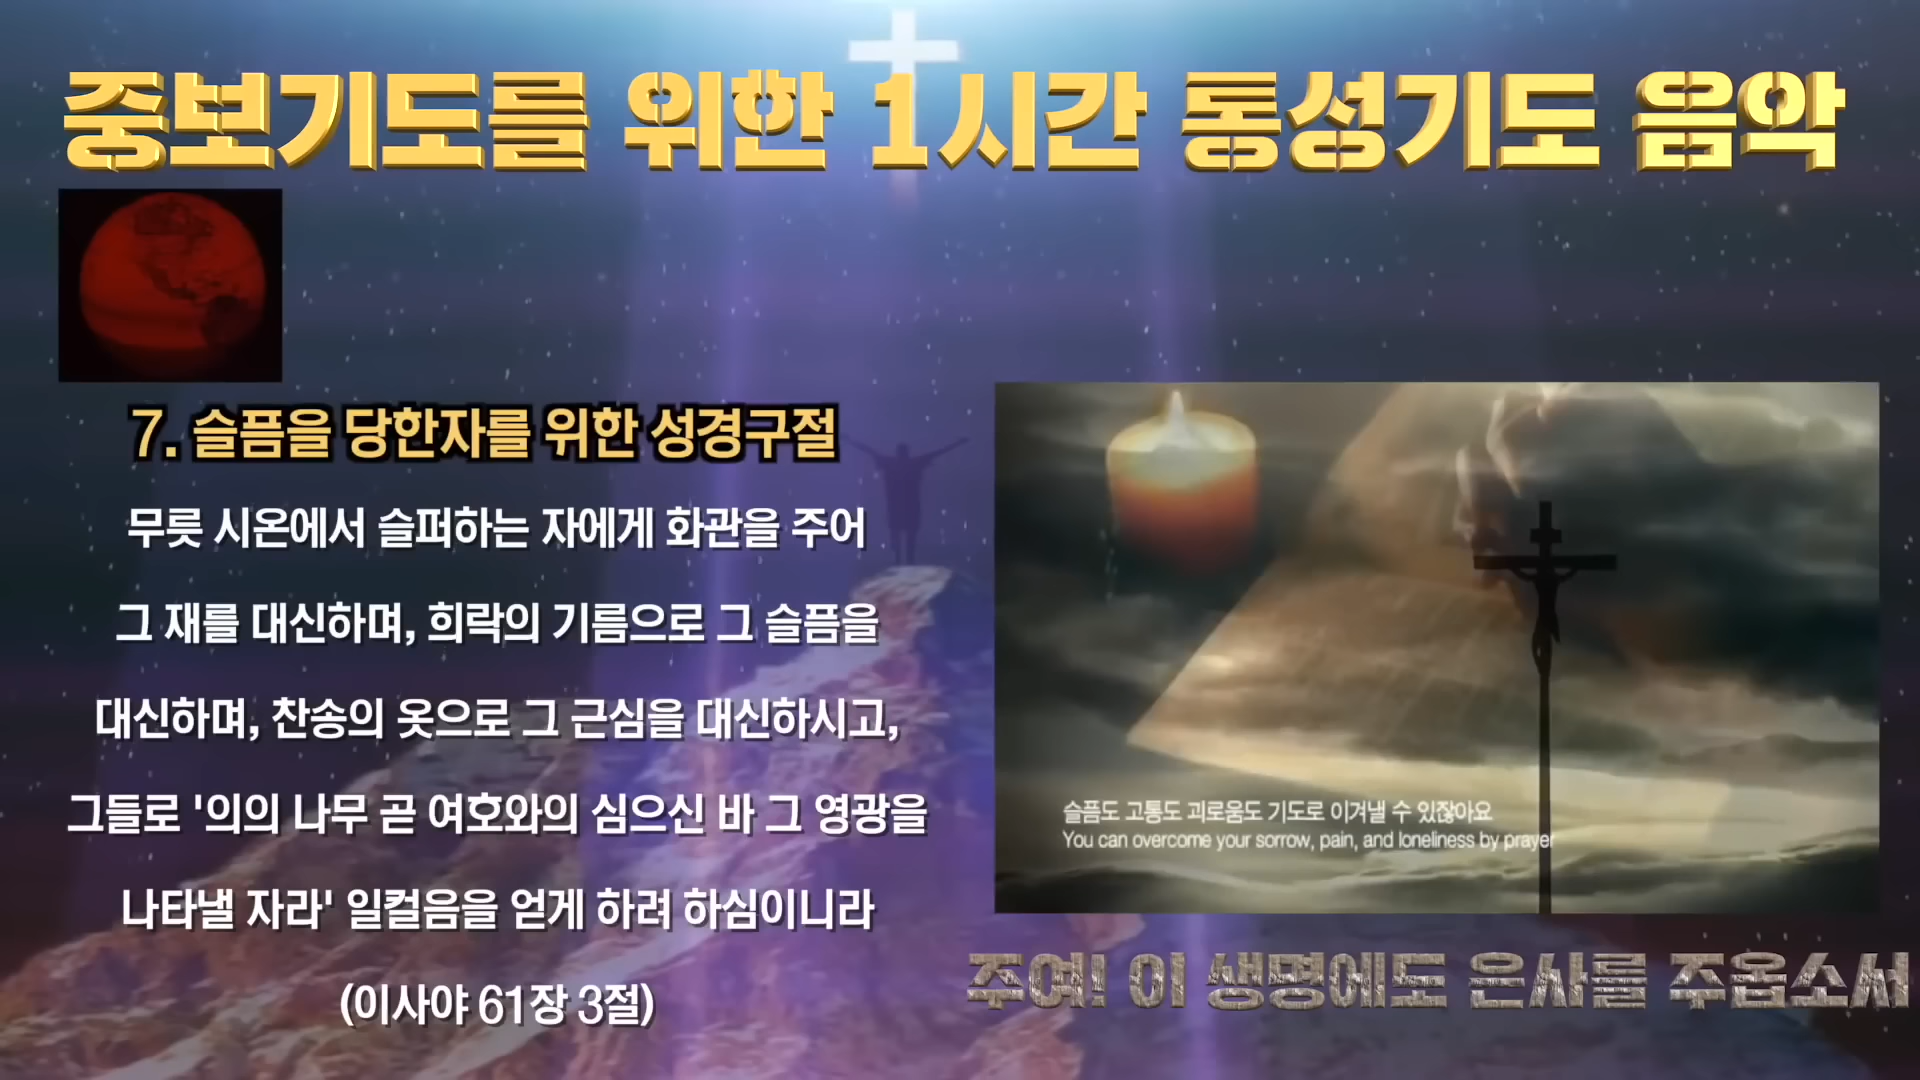 중보기도를 위한 1시간 통성기도 음악
7. 슬픔을 당한자를 위한 성경구절
무릇 시온에서 슬퍼하는 자에게 화관을 주어
그 재를 대신하며, 희락의 기름으로 그 슬픔을
대신하며, 찬송의 옷으로 그 근심을 대신하시고,
그들로 '의의 나무 곧 여호와의 심으신 바 그 영광을
나타낼 자라' 일컬음을 얻게 하려 하심이니라
(이사야 61장 3절)
슬픔도 고통도 괴로움도 기도로 이겨낼 수 있잖아요
You can overcome your sorrow, pain, and loneliness by prayer
주여! 이 생명에도 은사를 주옵소서